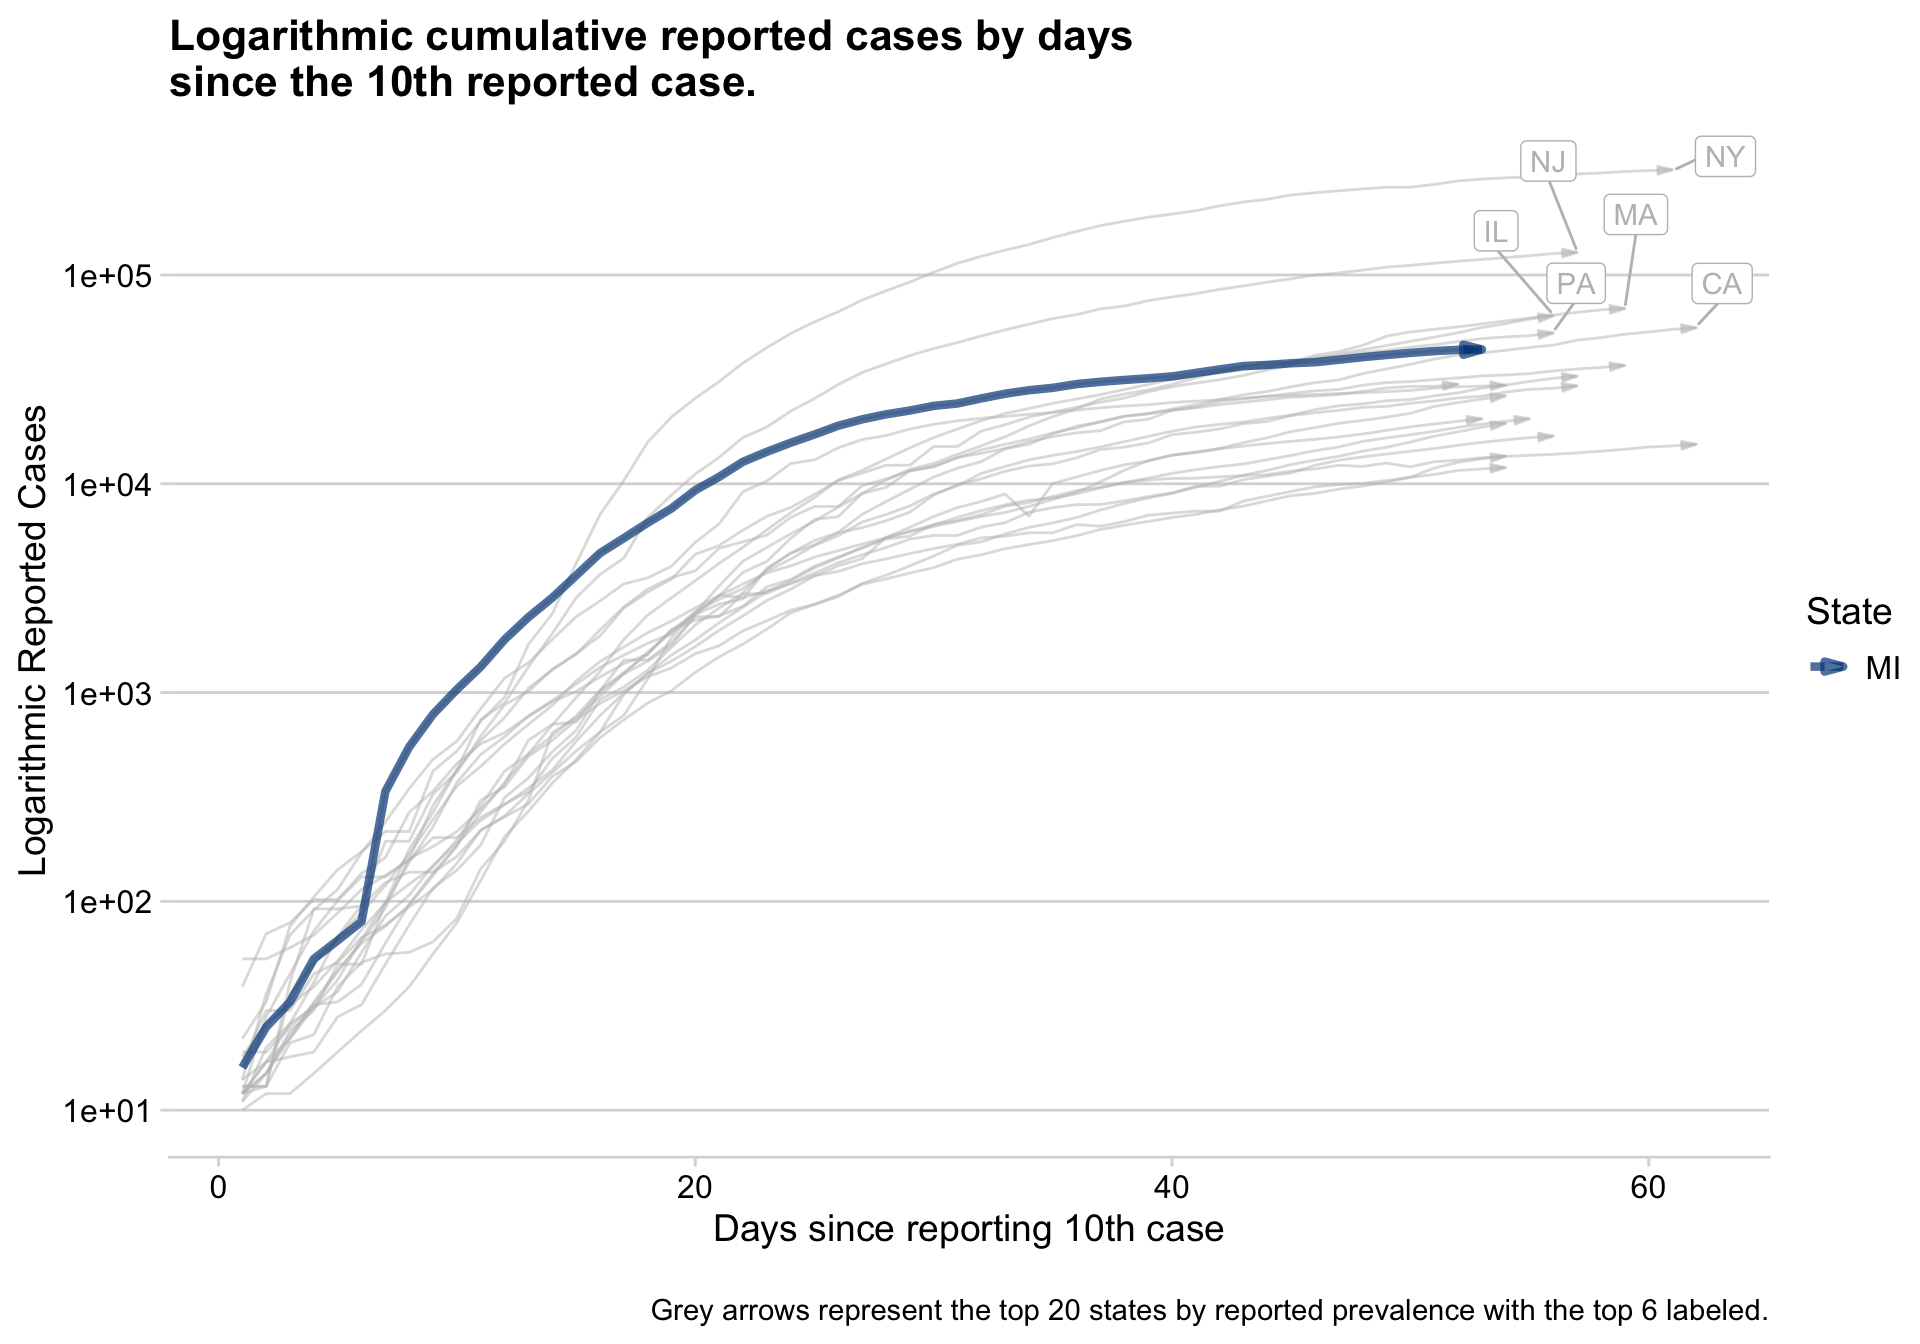 Logarithmic cumulative reported cases by days
since the 10th reported case.
NJ
NY
MA
IL
PA
CA
1e+05
1e+04
1e+03
1e+02
1e+01
Logarithmic Reported Cases
State
MI
0
20
40
60
Days since reporting 10th case
Grey arrows represent the top 20 states by reported prevalence with the top 6 labeled.